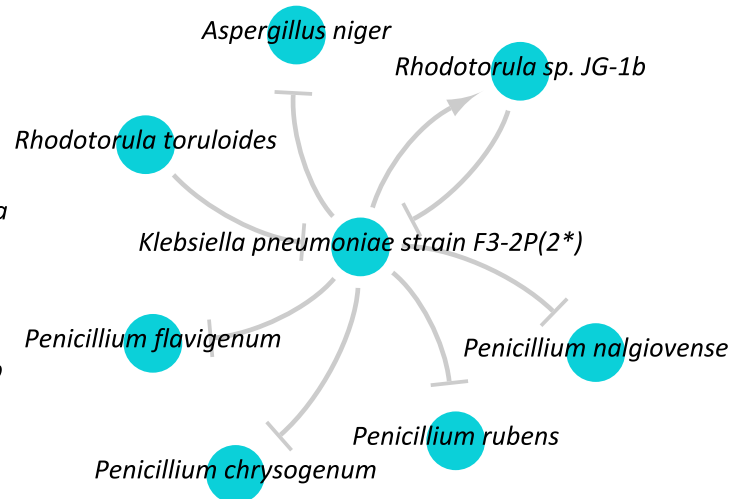 Aspergillus niger
Rhodotorula sp. JG-1b
Rhodotorula toruloides
a
Klebsiella pneumoniae strain F3-2P(2*)
Penicillium flavigenum
Penicillium nalgiovense
Penicillium rubens
Penicillium chrysogenum